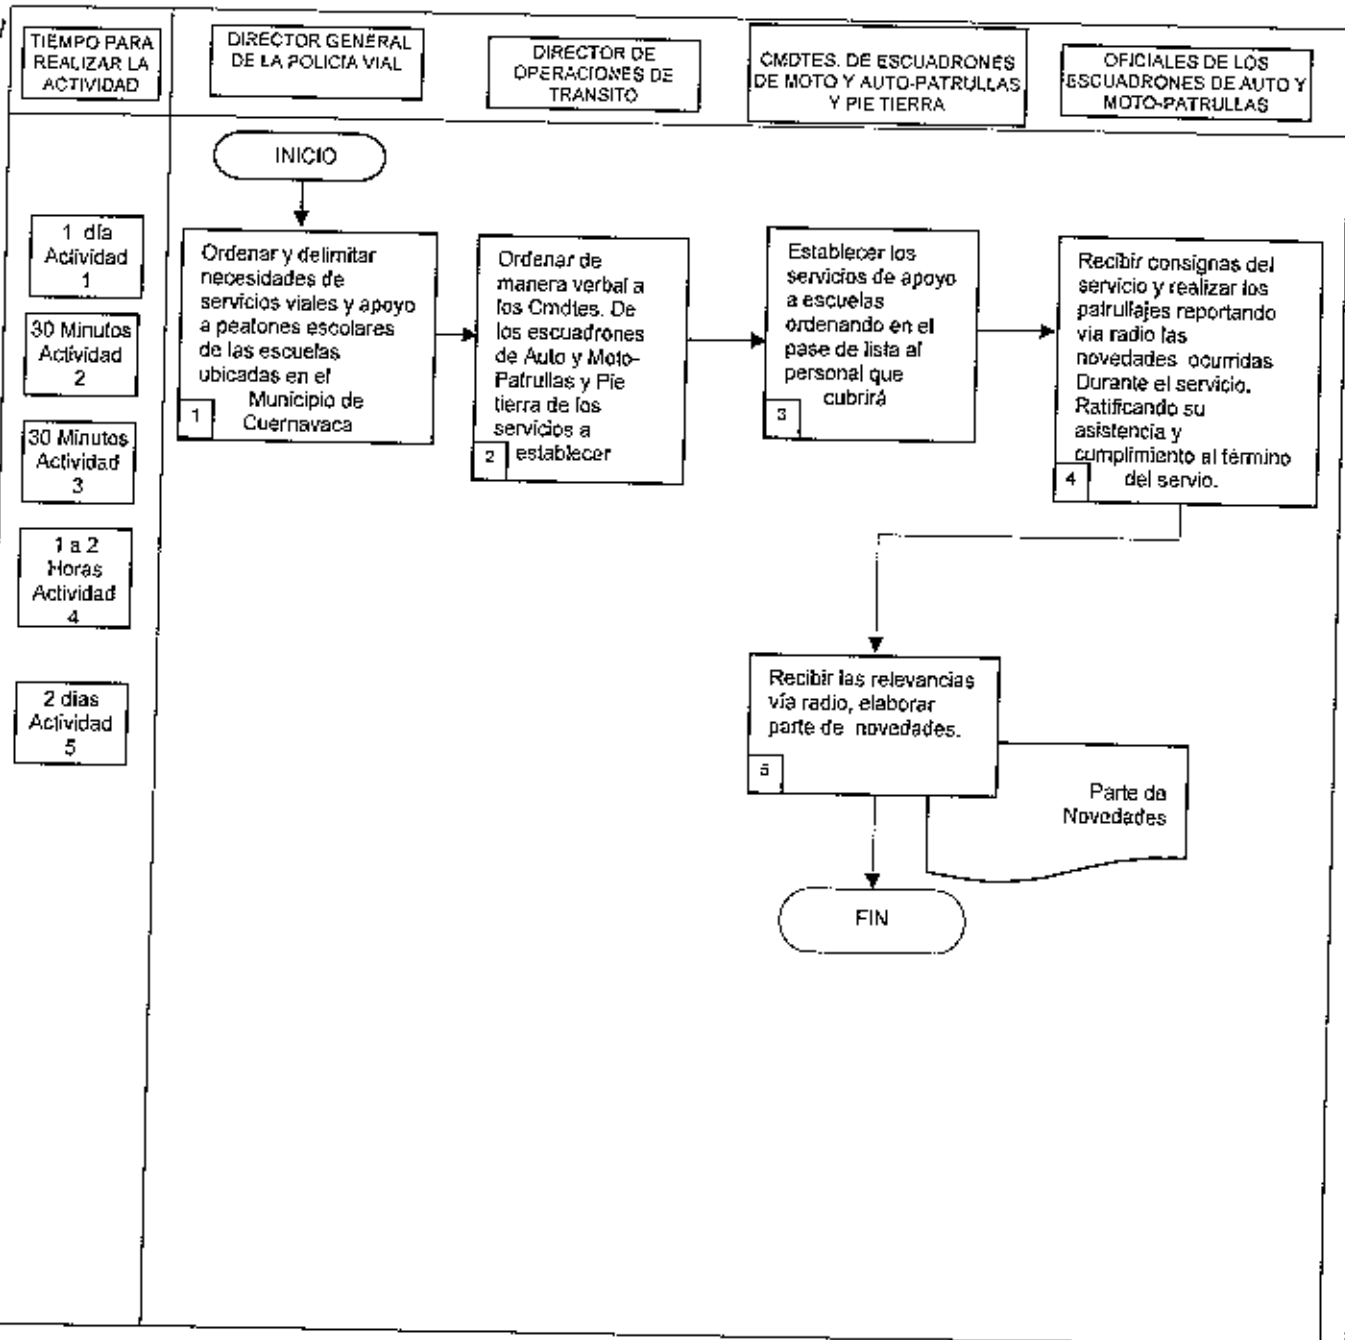 TIEMPO PARA
REALIZAR LA
ACTIVIDAD
DIRECTOR GENERAL
DE LA POLICIA VIAL
DIRECTOR DE
OPERACIONES DE
TRANSITO
CMDTES. DE ESCUADRONES
DE MOTO Y AUTO-PATRULLAS
Y PIE TIERRA
OFICIALES DE LOS
ESCUADRONES DE AUTO Y
MOTO-PATRULLAS
INICIO
1 día
Actividad
1
30 Minutos
Actividad
2
30 Minutos
Actividad
3
1 a 2
Horas
Actividad
4
2 dias
Actividad
5
Ordenar y delimitar
necesidades de
servicios viales y apoyo
a peatones escolares
de las escuelas
ubicadas en el
Municipio de
Cuernavaca
1
Ordenar de
manera verbal a
los Cmdtes. De
los escuadrones
de Auto y Moto-
Patrullas y Pie
tierra de los
servicios a
establecer
2
Establecer los
servicios de apoyo
a escuelas
ordenando en el
pase de lista al
personal que
cubrirá
3
Recibir consignas del
servicio y realizar los
patrullajes reportando
via radio las
novedades ocurridas
Durante el servicio.
Ratificando su
asistencia y
cumplimiento al término
del servio.
4
Recibir las relevancias
vía radio, elaborar
parte de novedades.
5
Parte de
Novedades
FIN